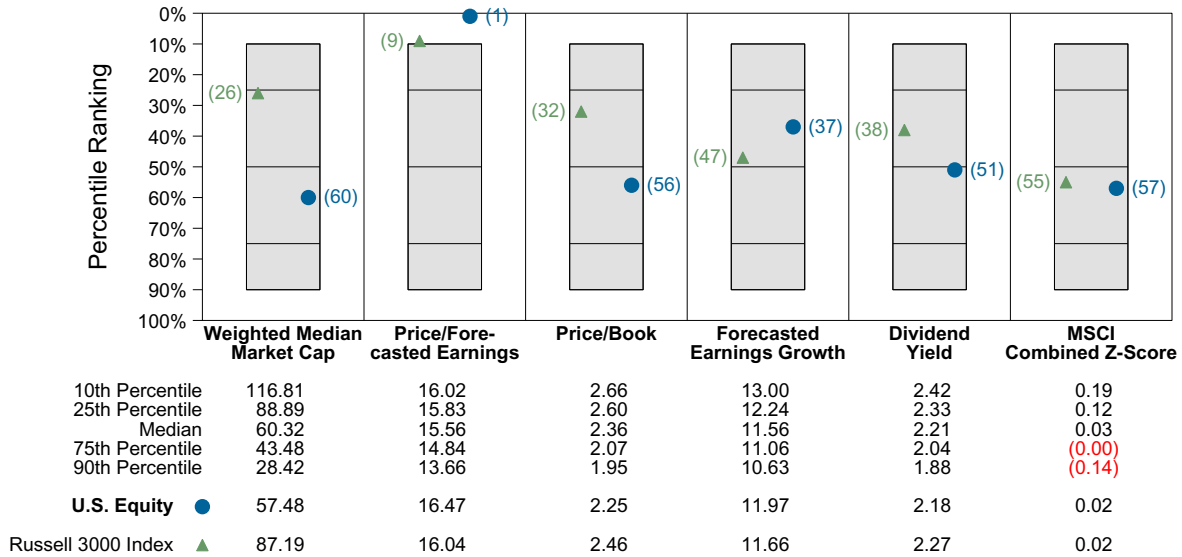 Percentile Ranking
0%
10%
20%
30%
40%
50%
60%
70%
80%
90%
100%
(26)
(60)
(9)
(1)
(32)
(56)
(47)
(37)
(38)
(51)
(55)
(57)
Weighted Median
Market Cap
Price/Fore-
casted Earnings
Price/Book
Forecasted
Earnings Growth
Dividend
Yield
MSCI
Combined Z-Score
10th Percentile 116.81 16.02 2.66 13.00 2.42 0.19
25th Percentile 88.89 15.83 2.60 12.24 2.33 0.12
Median 60.32 15.56 2.36 11.56 2.21 0.03
75th Percentile 43.48 14.84 2.07 11.06 2.04 (0.00)
90th Percentile 28.42 13.66 1.95 10.63 1.88 (0.14)
U.S. Equity 57.48 16.47 2.25 11.97 2.18 0.02
Russell 3000 Index 87.19 16.04 2.46 11.66 2.27 0.02